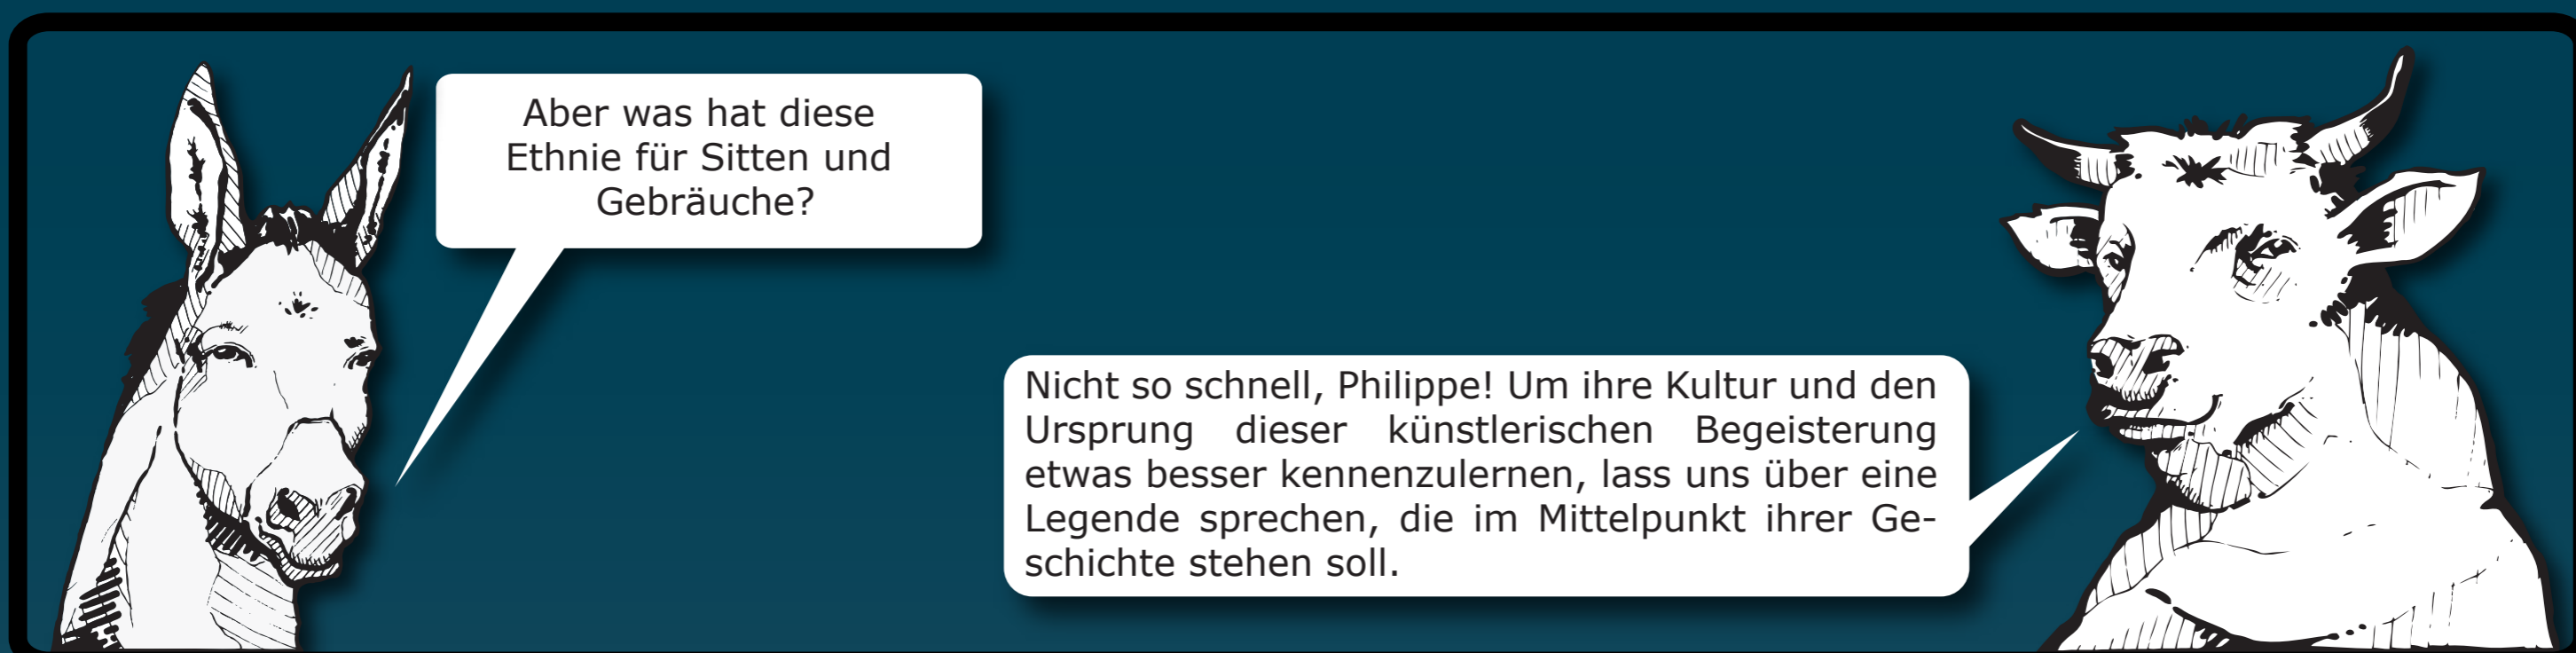 Aber was hat diese
Ethnie für Sitten und
Gebräuche?
Nicht so schnell, Philippe! Um ihre Kultur und den
Ursprung dieser künstlerischen Begeisterung
etwas besser kennenzulernen, lass uns über eine
Legende sprechen, die im Mittelpunkt ihrer Ge-
schichte stehen soll.